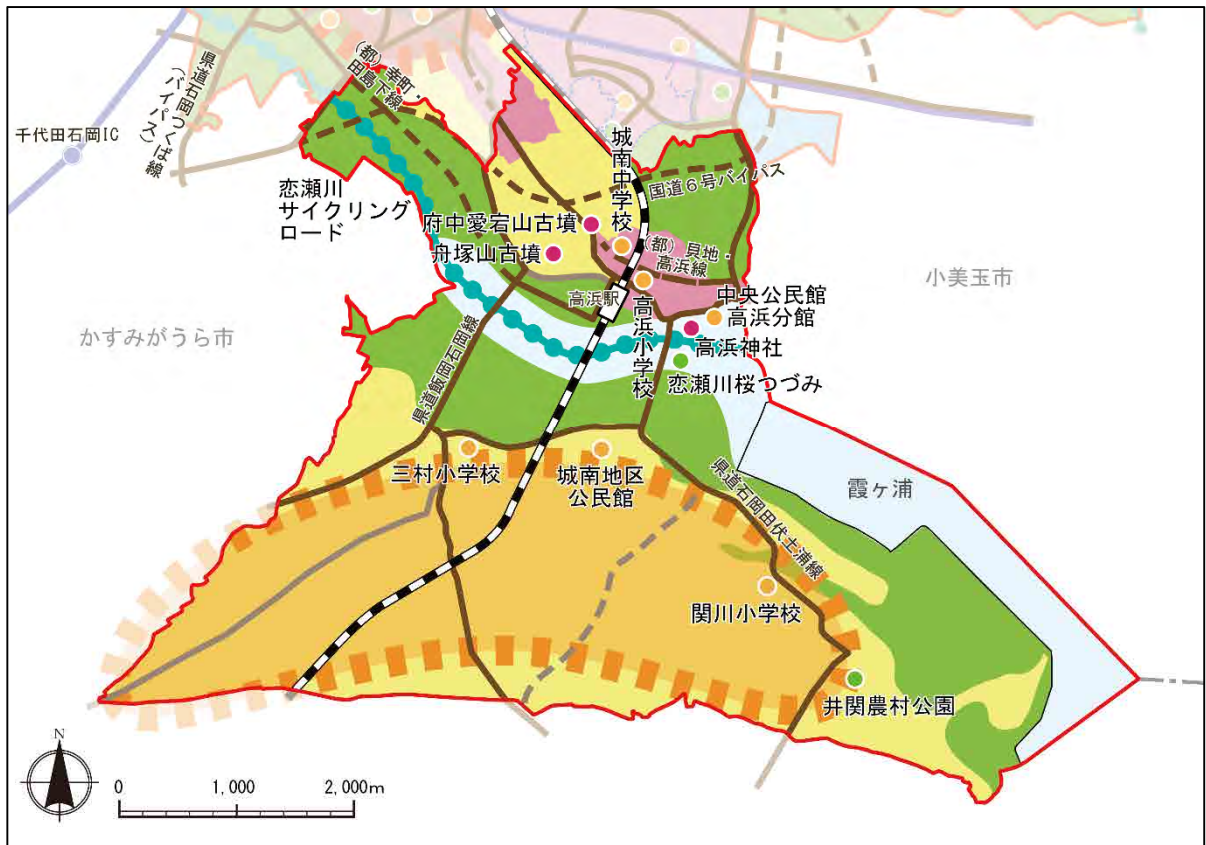 (都)幸町・
田島下線
県道石岡つくば線
(バイパス)
千代田石岡IC
城南中学校
国道6号バイパス
恋瀬川
サイクリング
ロード
府中愛宕山古墳
舟塚山古墳
(都)貝地・
高浜線
小美玉市
高浜駅
中央公民館
高浜分館
かすみがうら市
高浜小学校
高浜神社
県道飯岡石岡線
恋瀬川桜つづみ
三村小学校
城南地区
公民館
県道石岡田伏土浦線
霞ヶ浦
関川小学校
井関農村公園
N
0 1,000 2,000m